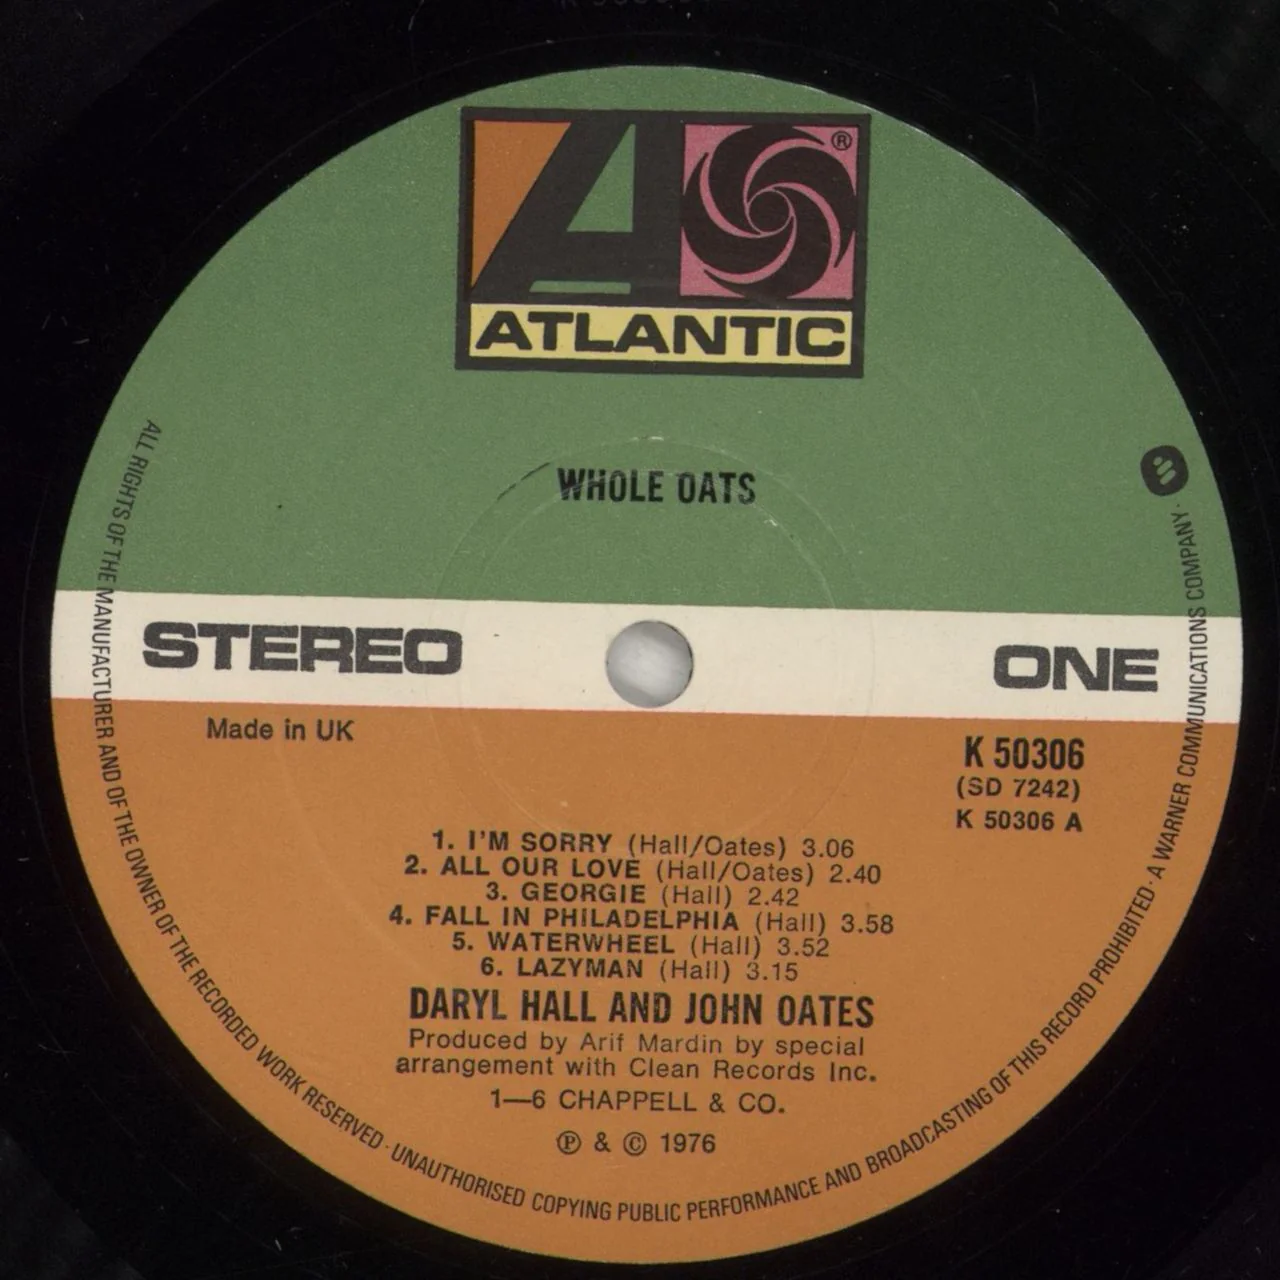 ®
ATLANTIC
WHOLE OATS
STEREO
ONE
Made in UK
K 50306
(SD 7242)
K 50306 A
1. I'M SORRY (Hall/Oates) 3.06
2. ALL OUR LOVE (Hall/Oates) 2.40
3. GEORGIE (Hall) 2.42
4. FALL IN PHILADELPHIA (Hall) 3.58
5. WATERWHEEL (Hall) 3.52
6. LAZYMAN (Hall) 3.15
DARYL HALL AND JOHN OATES
Produced by Arif Mardin by special
arrangement with Clean Records Inc.
1—6 CHAPPELL & CO.
℗ & © 1976
ALL RIGHTS OF THE MANUFACTURER AND OF THE OWNER OF THE RECORDED WORK RESERVED · UNAUTHORISED COPYING PUBLIC PERFORMANCE AND BROADCASTING OF THIS RECORD PROHIBITED · A WARNER COMMUNICATIONS COMPANY ·